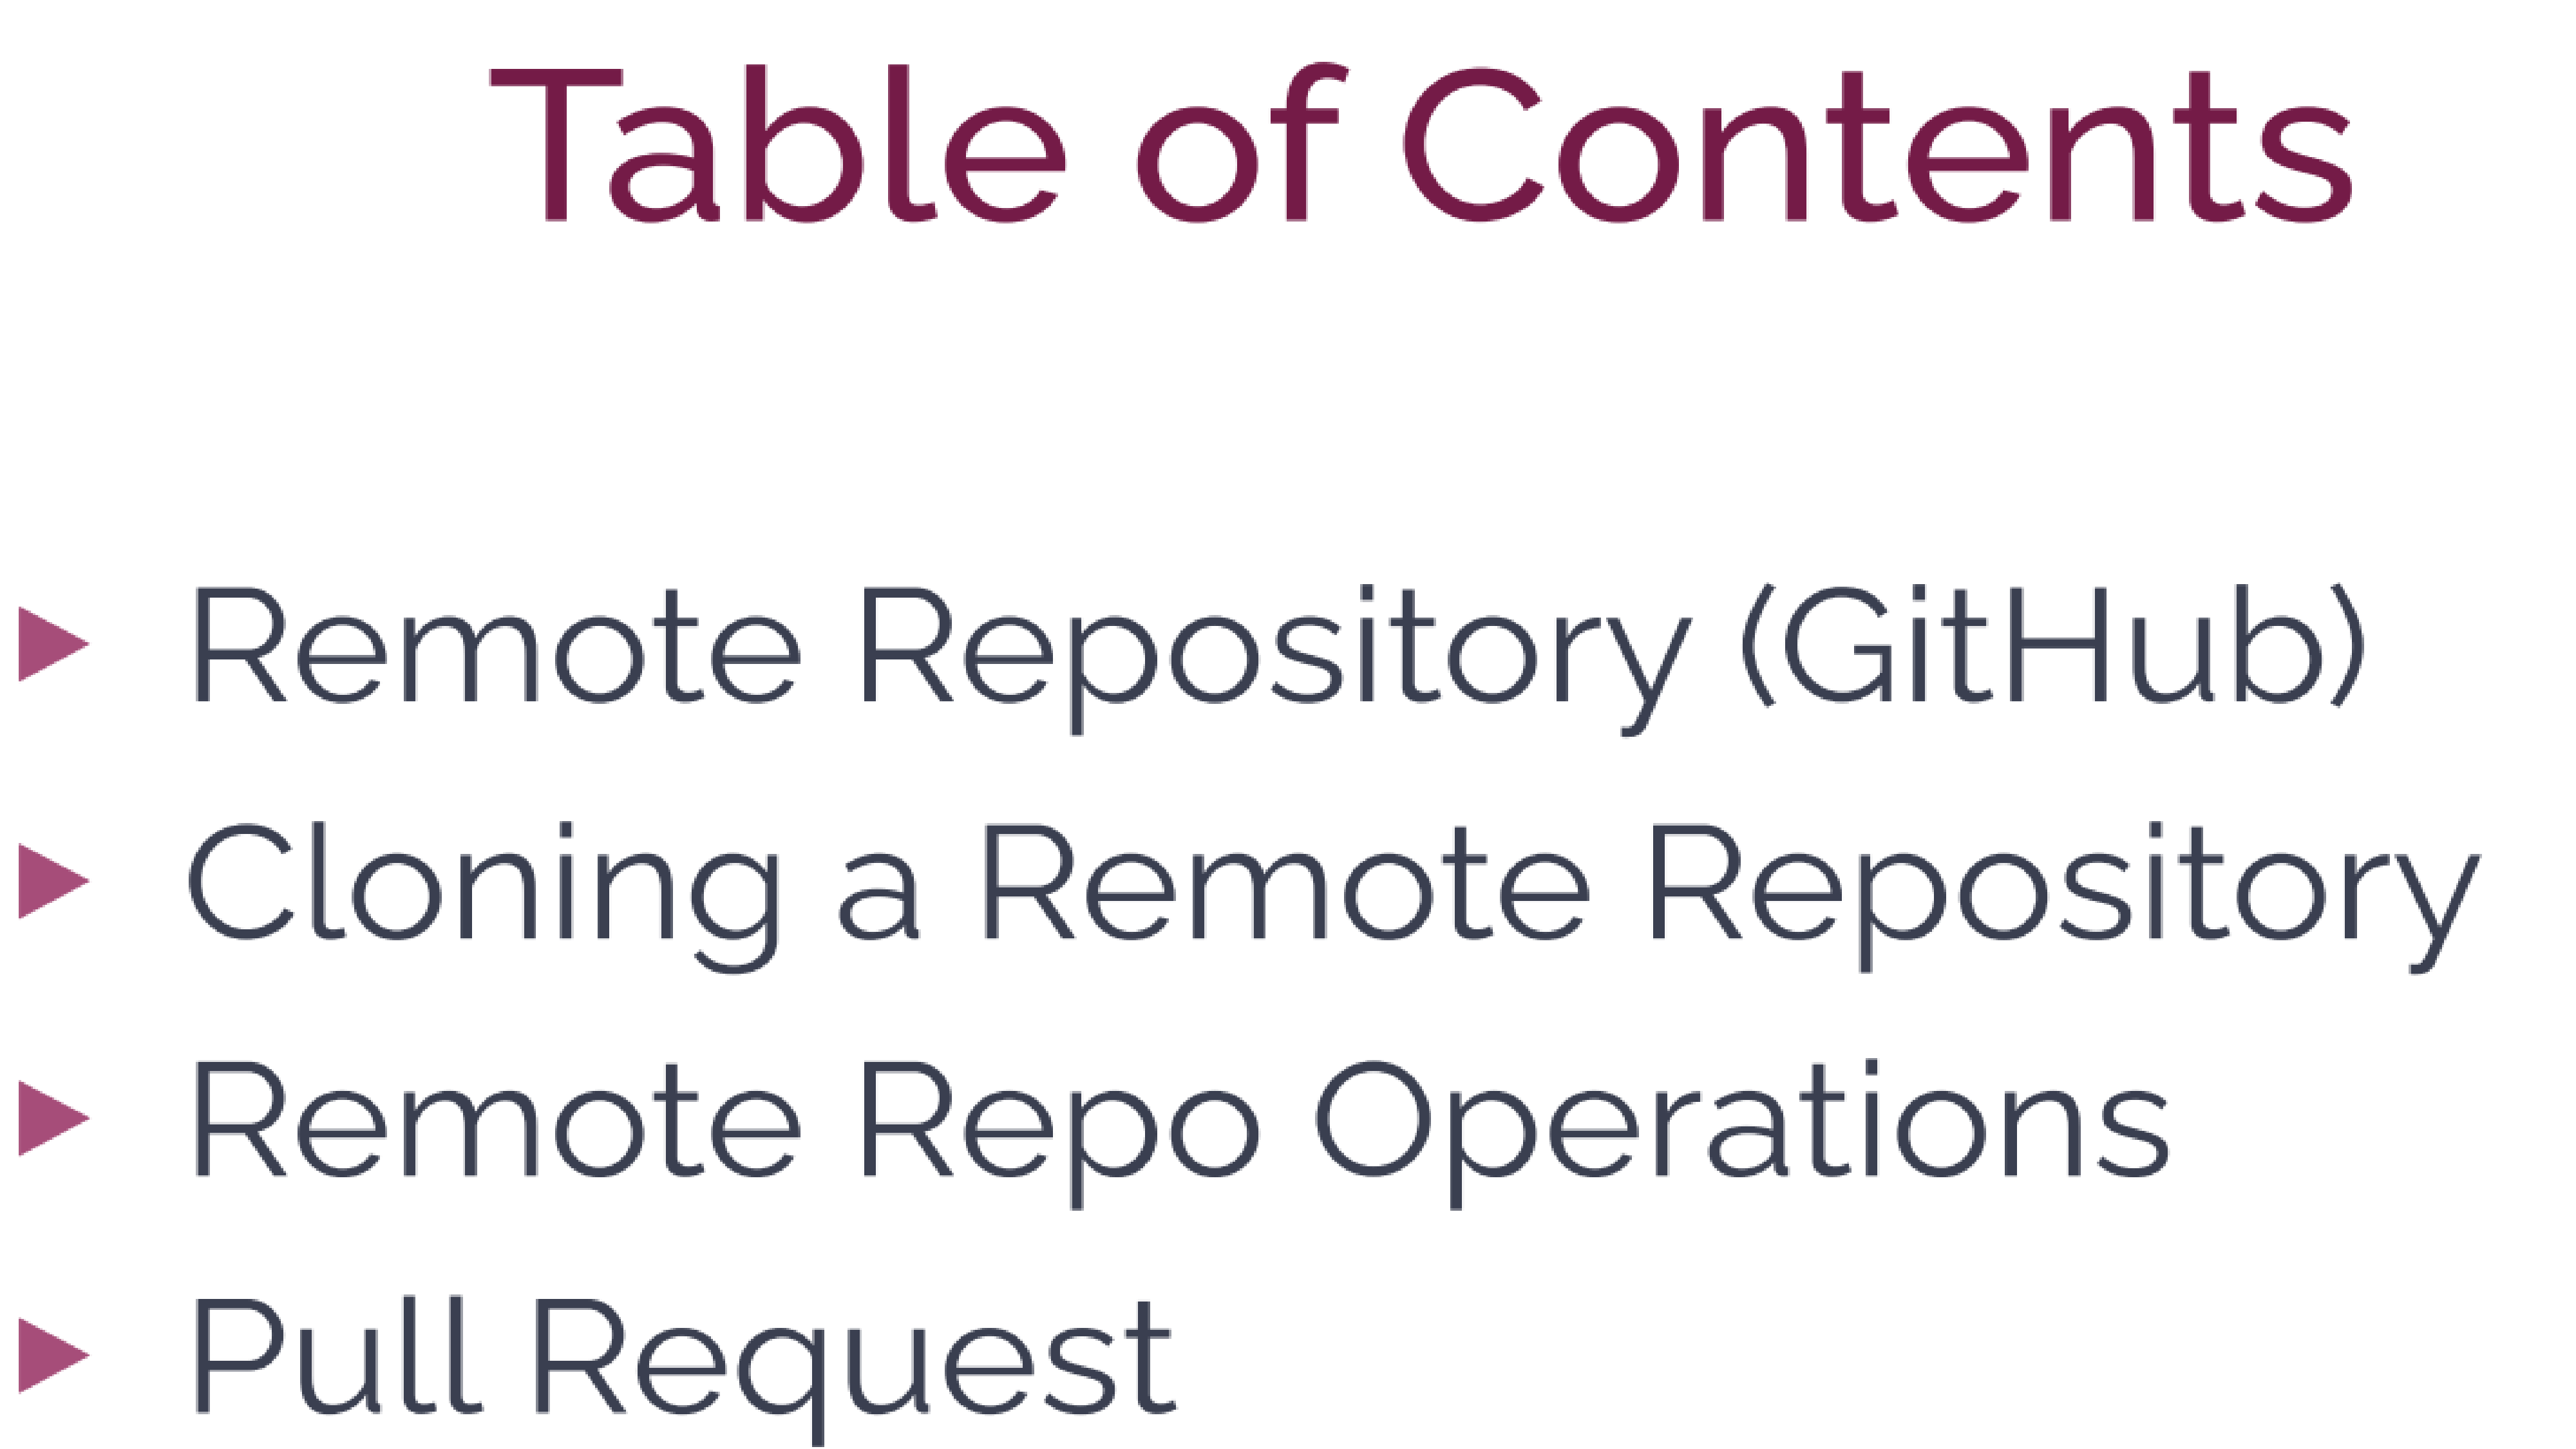 Table of Contents
Remote Repository (GitHub)
Cloning a Remote Repository
Remote Repo Operations
Pull Request